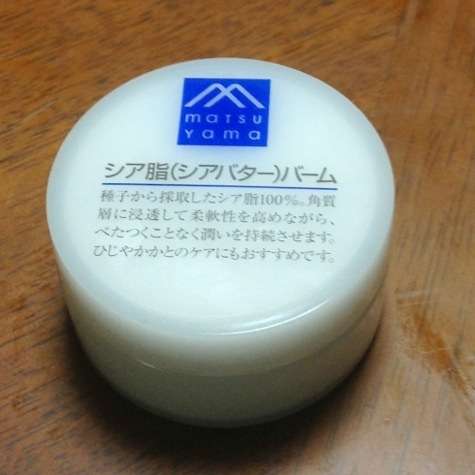 matsu
yama
シア脂(シアバター)バーム
種子から採取したシア脂100%。角質
層に浸透して柔軟性を高めながら、
べたつくことなく潤いを持続させます。
ひじやかかとのケアにもおすすめです。